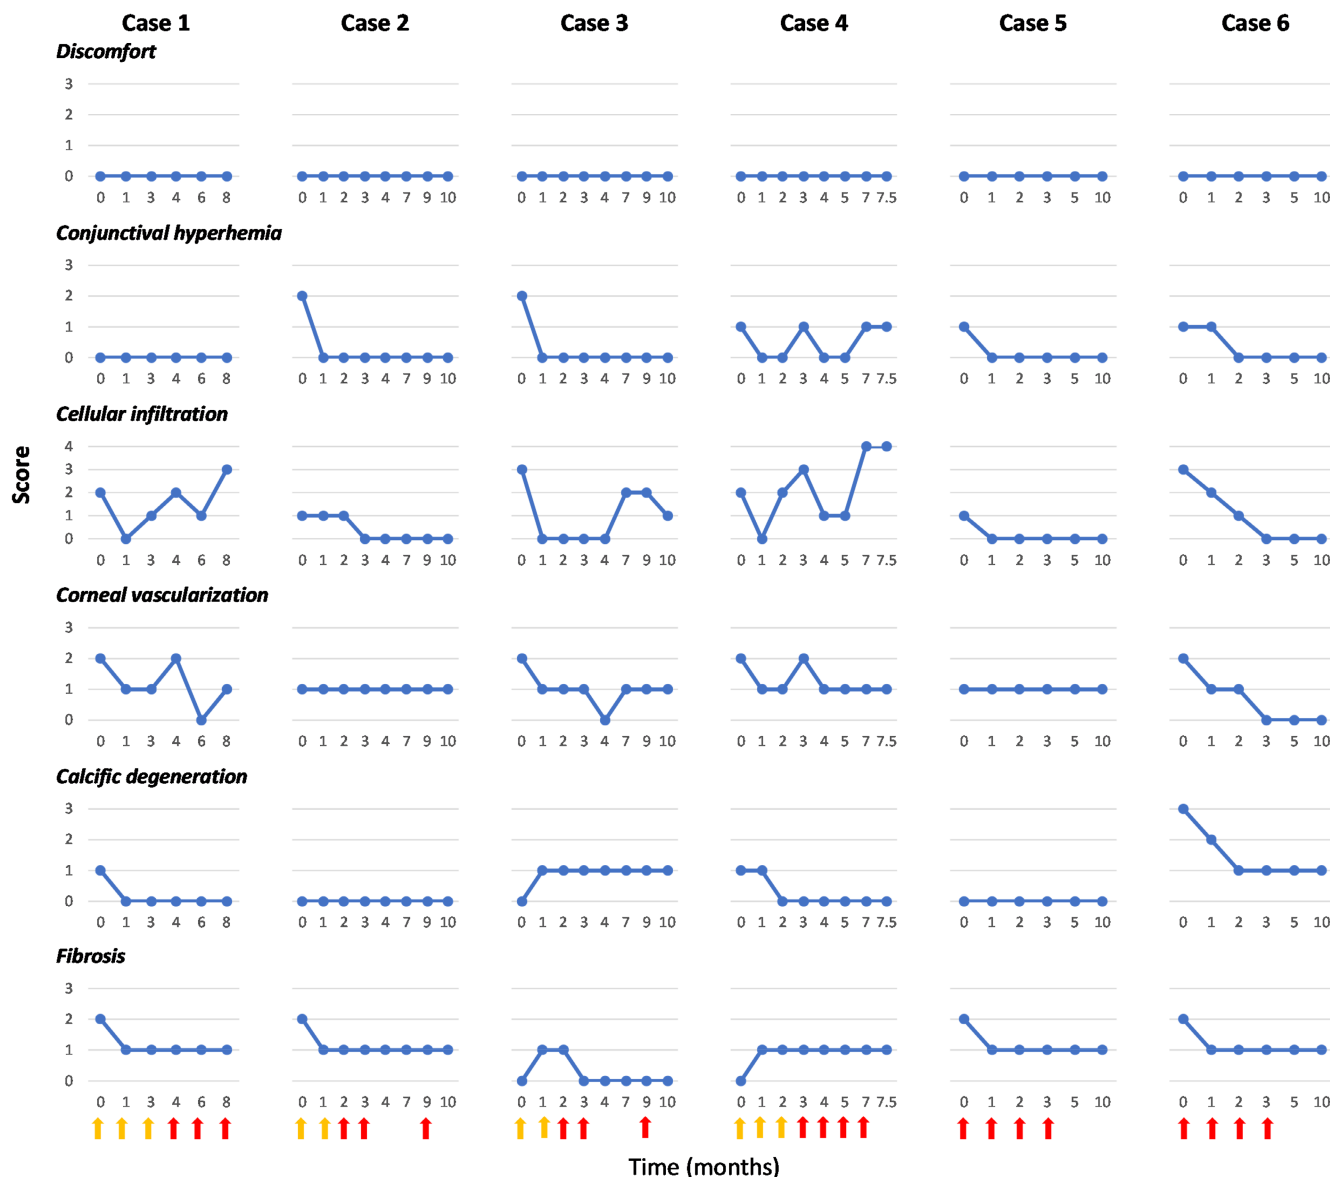 Case 1 Case 2 Case 3 Case 4 Case 5 Case 6
Discomfort
3
2
1
0
0 1 3 4 6 8 0 1 2 3 4 7 9 10 0 1 2 3 4 7 9 10 0 1 2 3 4 5 7 7.5 0 1 2 3 5 10 0 1 2 3 5 10
Conjunctival hyperhemia
3
2
1
0
0 1 3 4 6 8 0 1 2 3 4 7 9 10 0 1 2 3 4 7 9 10 0 1 2 3 4 5 7 7.5 0 1 2 3 5 10 0 1 2 3 5 10
Cellular infiltration
4
3
2
1
0
0 1 3 4 6 8 0 1 2 3 4 7 9 10 0 1 2 3 4 7 9 10 0 1 2 3 4 5 7 7.5 0 1 2 3 5 10 0 1 2 3 5 10
Score
Corneal vascularization
3
2
1
0
0 1 3 4 6 8 0 1 2 3 4 7 9 10 0 1 2 3 4 7 9 10 0 1 2 3 4 5 7 7.5 0 1 2 3 5 10 0 1 2 3 5 10
Calcific degeneration
3
2
1
0
0 1 3 4 6 8 0 1 2 3 4 7 9 10 0 1 2 3 4 7 9 10 0 1 2 3 4 5 7 7.5 0 1 2 3 5 10 0 1 2 3 5 10
Fibrosis
3
2
1
0
0 1 3 4 6 8 0 1 2 3 4 7 9 10 0 1 2 3 4 7 9 10 0 1 2 3 4 5 7 7.5 0 1 2 3 5 10 0 1 2 3 5 10
Time (months)